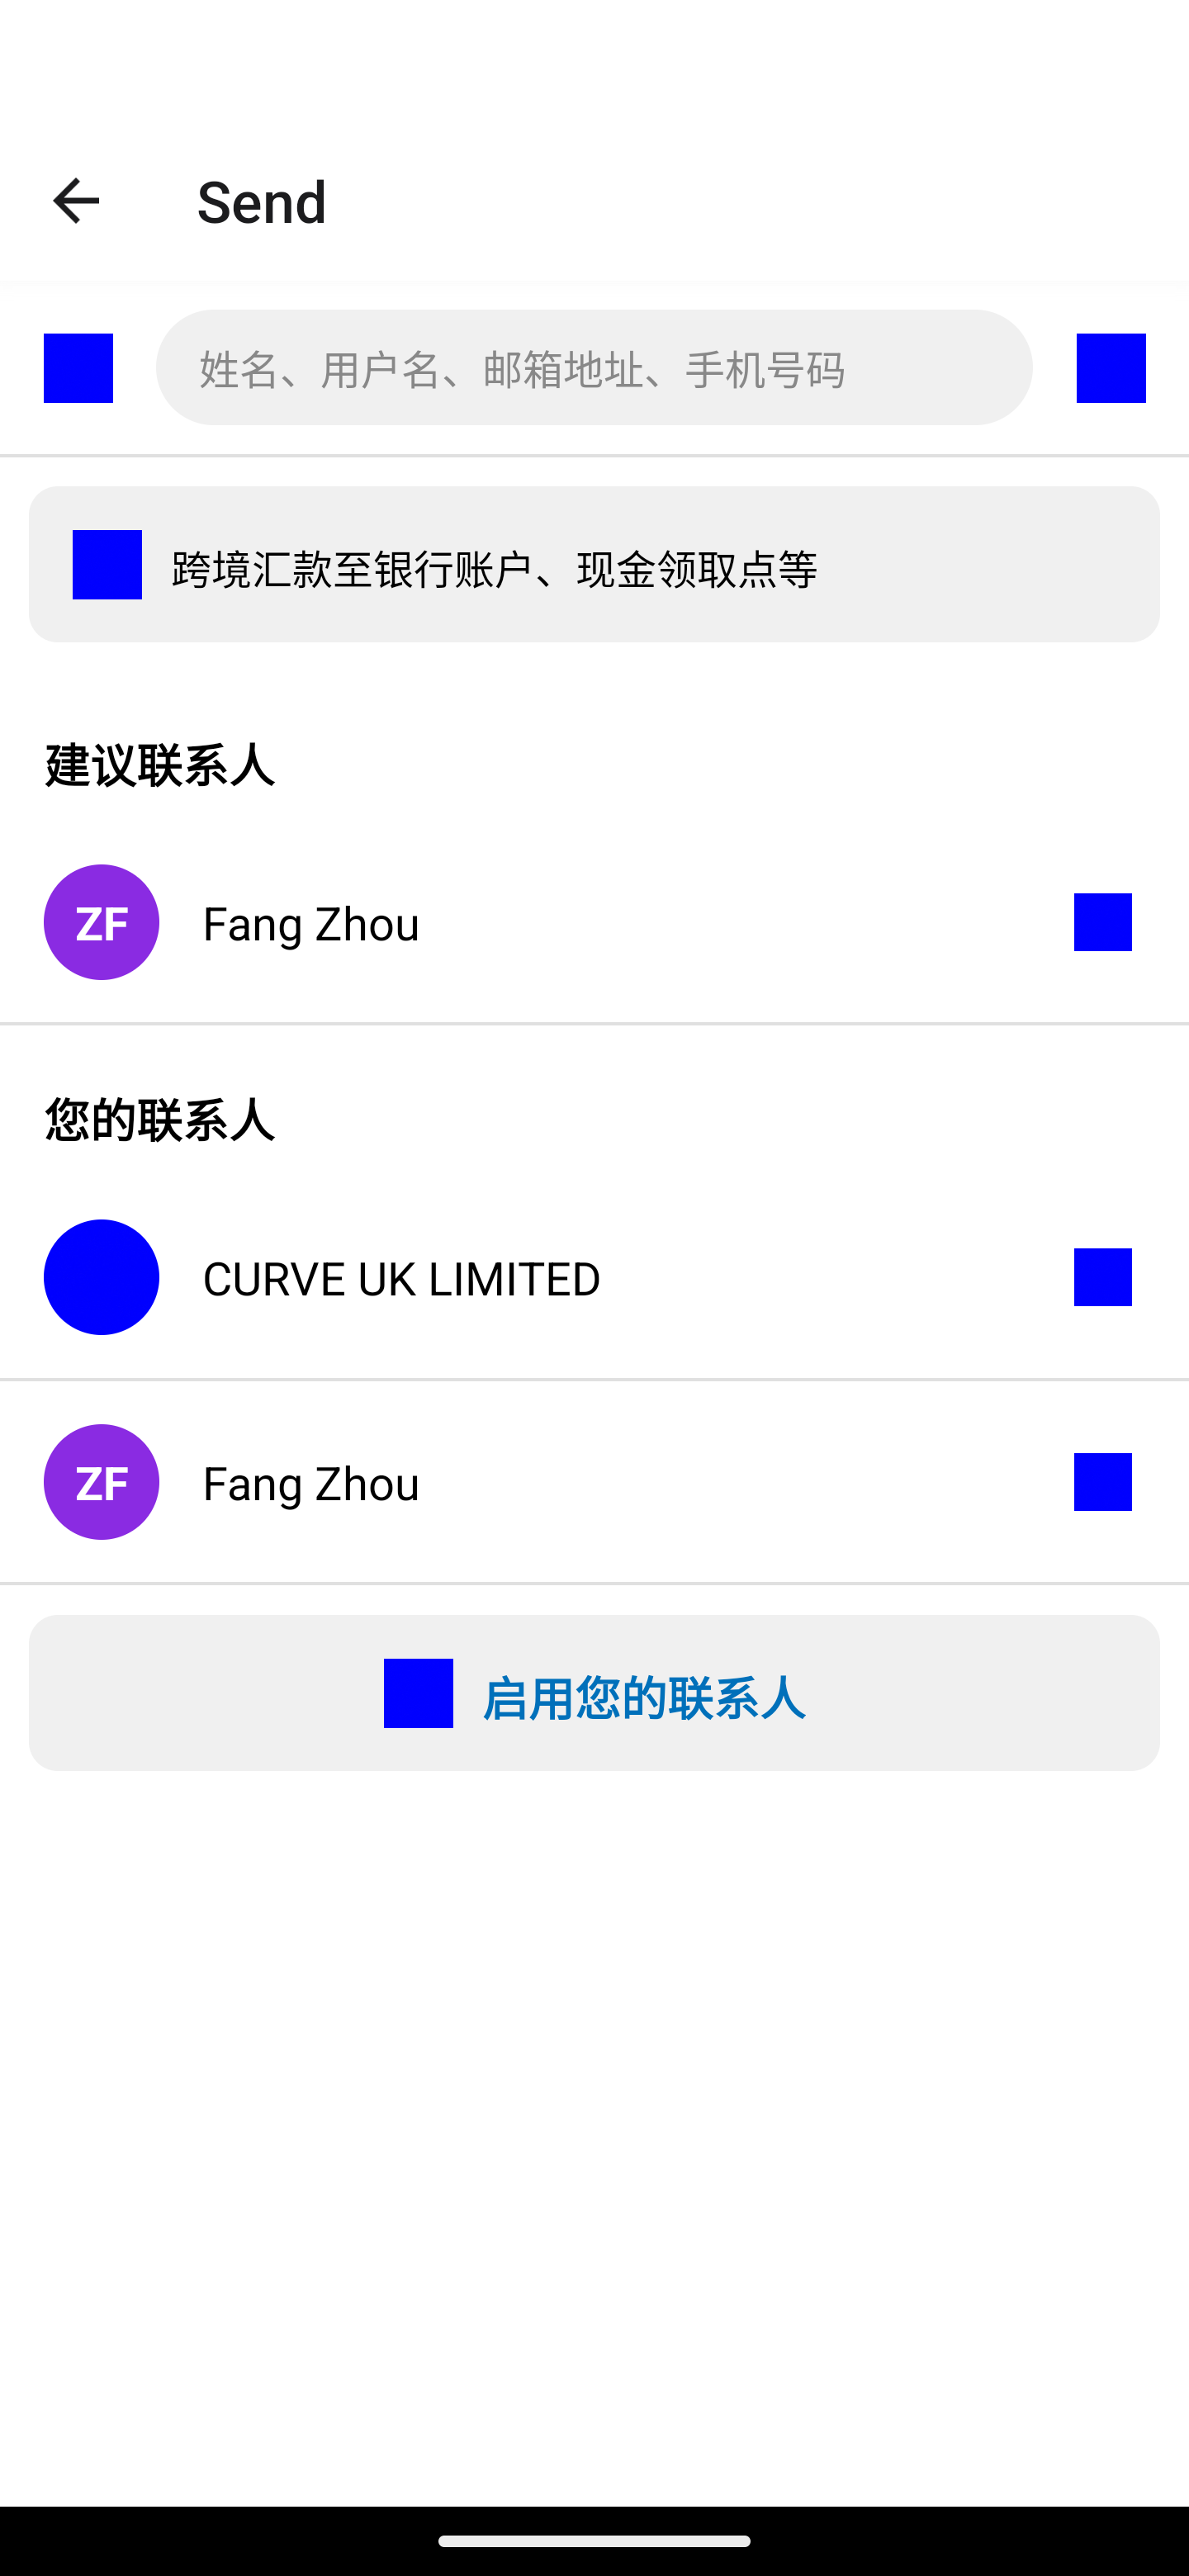 Send
姓名、用户名、邮箱地址、手机号码
跨境汇款至银行账户、现金领取点等
建议联系人
ZF
Fang Zhou
您的联系人
CURVE UK LIMITED
ZF
Fang Zhou
启用您的联系人